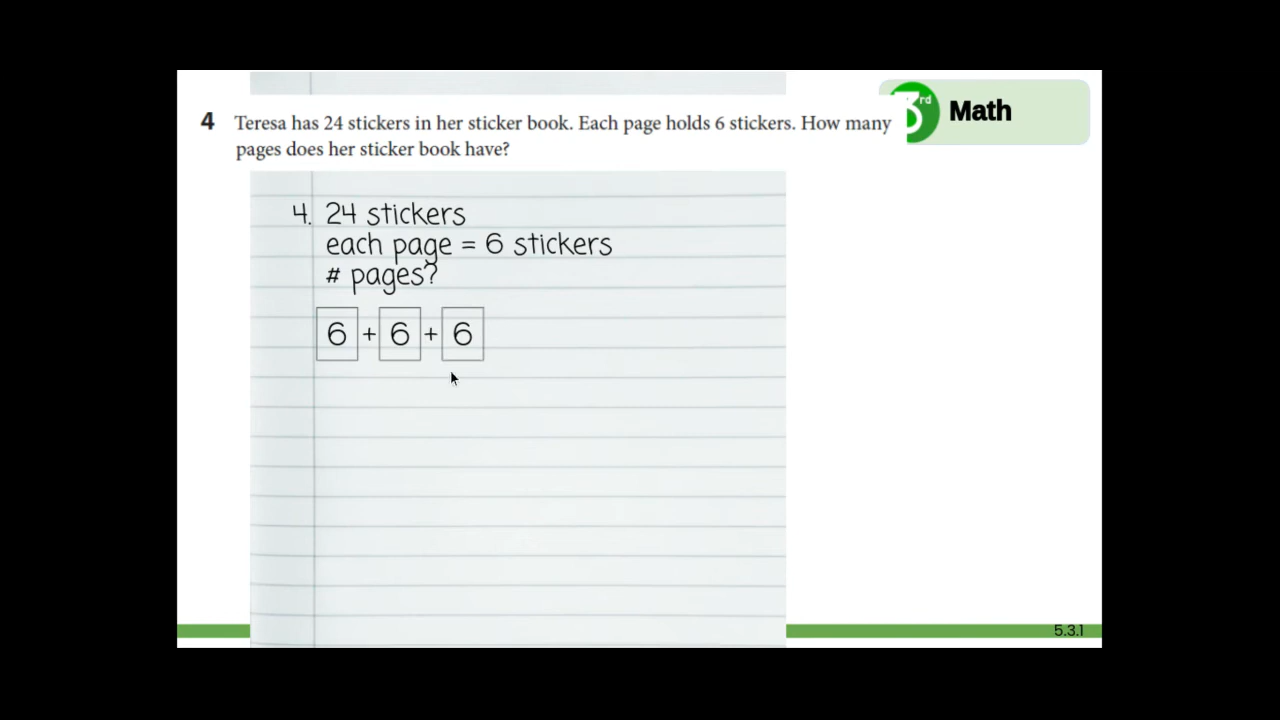 3rd Math
4 Teresa has 24 stickers in her sticker book. Each page holds 6 stickers. How many
pages does her sticker book have?
4. 24 stickers
each page = 6 stickers
# pages?
6 + 6 + 6
5.3.1